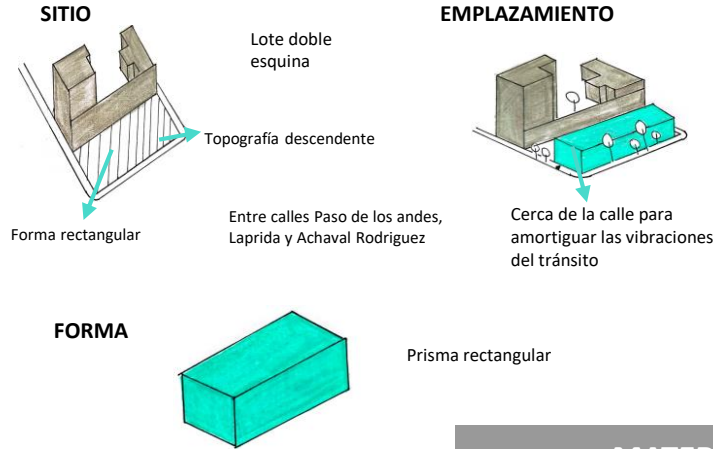 SITIO
Lote doble
esquina
Topografía descendente
Forma rectangular
Entre calles Paso de los andes,
Laprida y Achaval Rodriguez
EMPLAZAMIENTO
Cerca de la calle para
amortiguar las vibraciones
del tránsito
FORMA
Prisma rectangular